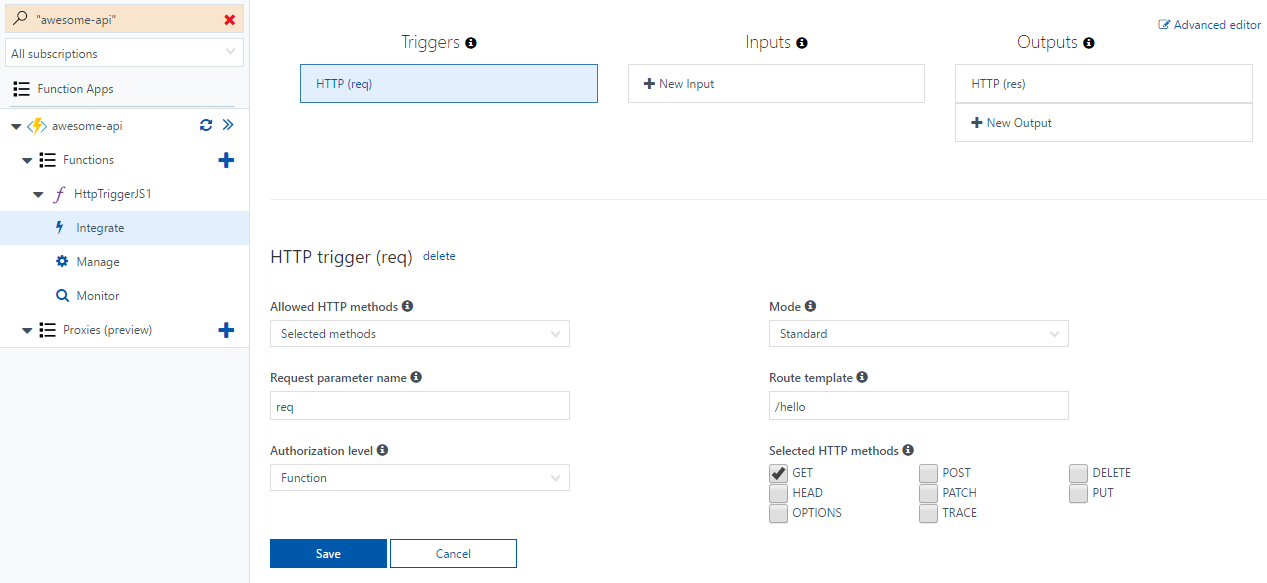 "awesome-api"
All subscriptions
Function Apps
awesome-api
Functions
HttpTriggerJS1
Integrate
Manage
Monitor
Proxies (preview)
Advanced editor
Triggers
Inputs
Outputs
HTTP (req)
New Input
HTTP (res)
New Output
HTTP trigger (req) delete
Allowed HTTP methods
Selected methods
Mode
Standard
Request parameter name
req
Route template
/hello
Authorization level
Function
Selected HTTP methods
GET POST DELETE
HEAD PATCH PUT
OPTIONS TRACE
Save Cancel